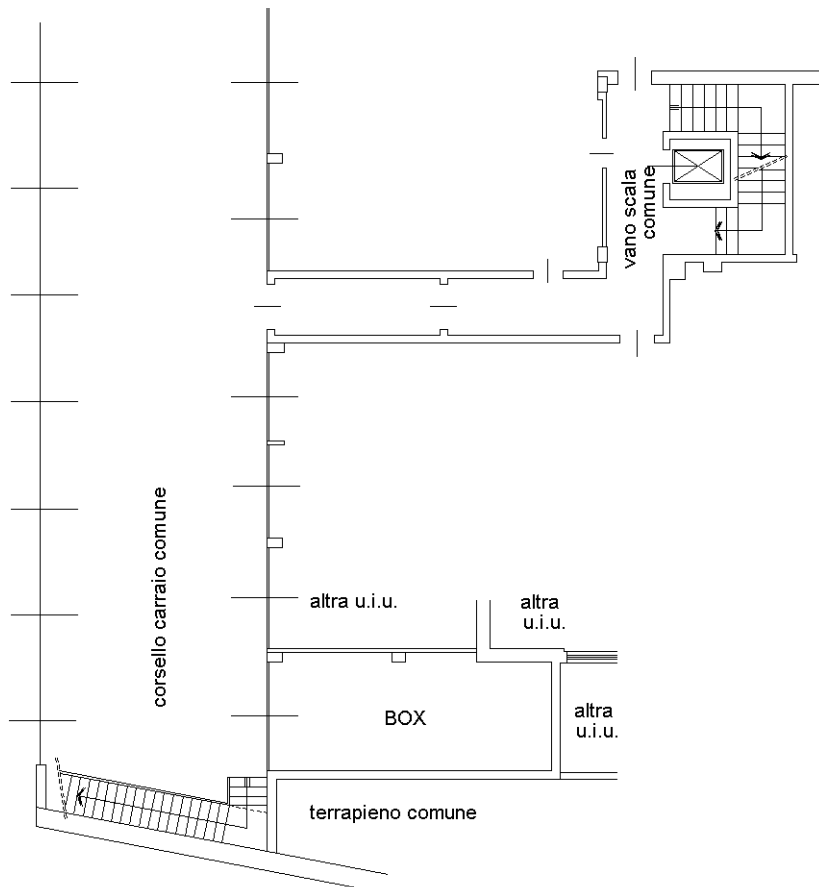 vano scala
comune
corsello carraio comune
altra u.i.u.
altra
u.i.u.
BOX
altra
u.i.u.
terrapieno comune